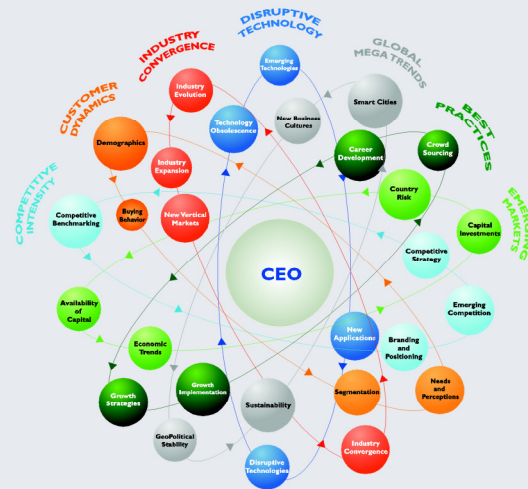 DISRUPTIVE
TECHNOLOGY
INDUSTRY
CONVERGENCE
GLOBAL
MEGA TRENDS
CUSTOMER
DYNAMICS
BEST
PRACTICES
COMPETITIVE
INTENSITY
EMERGING
MARKETS
Emerging
Technologies
Industry
Evolution
Smart Cities
New Business
Cultures
Technology
Obsolescence
Demographics
Career
Development
Crowd
Sourcing
Industry
Expansion
Country
Risk
Competitive
Benchmarking
Buying
Behavior
New Vertical
Markets
Capital
Investments
Competitive
Strategy
CEO
Availability
of
Capital
Emerging
Competition
New
Applications
Economic
Trends
Branding
and
Positioning
Growth
Strategies
Growth
Implementation
Sustainability
Segmentation
Needs
and
Perceptions
GeoPolitical
Stability
Industry
Convergence
Disruptive
Technologies